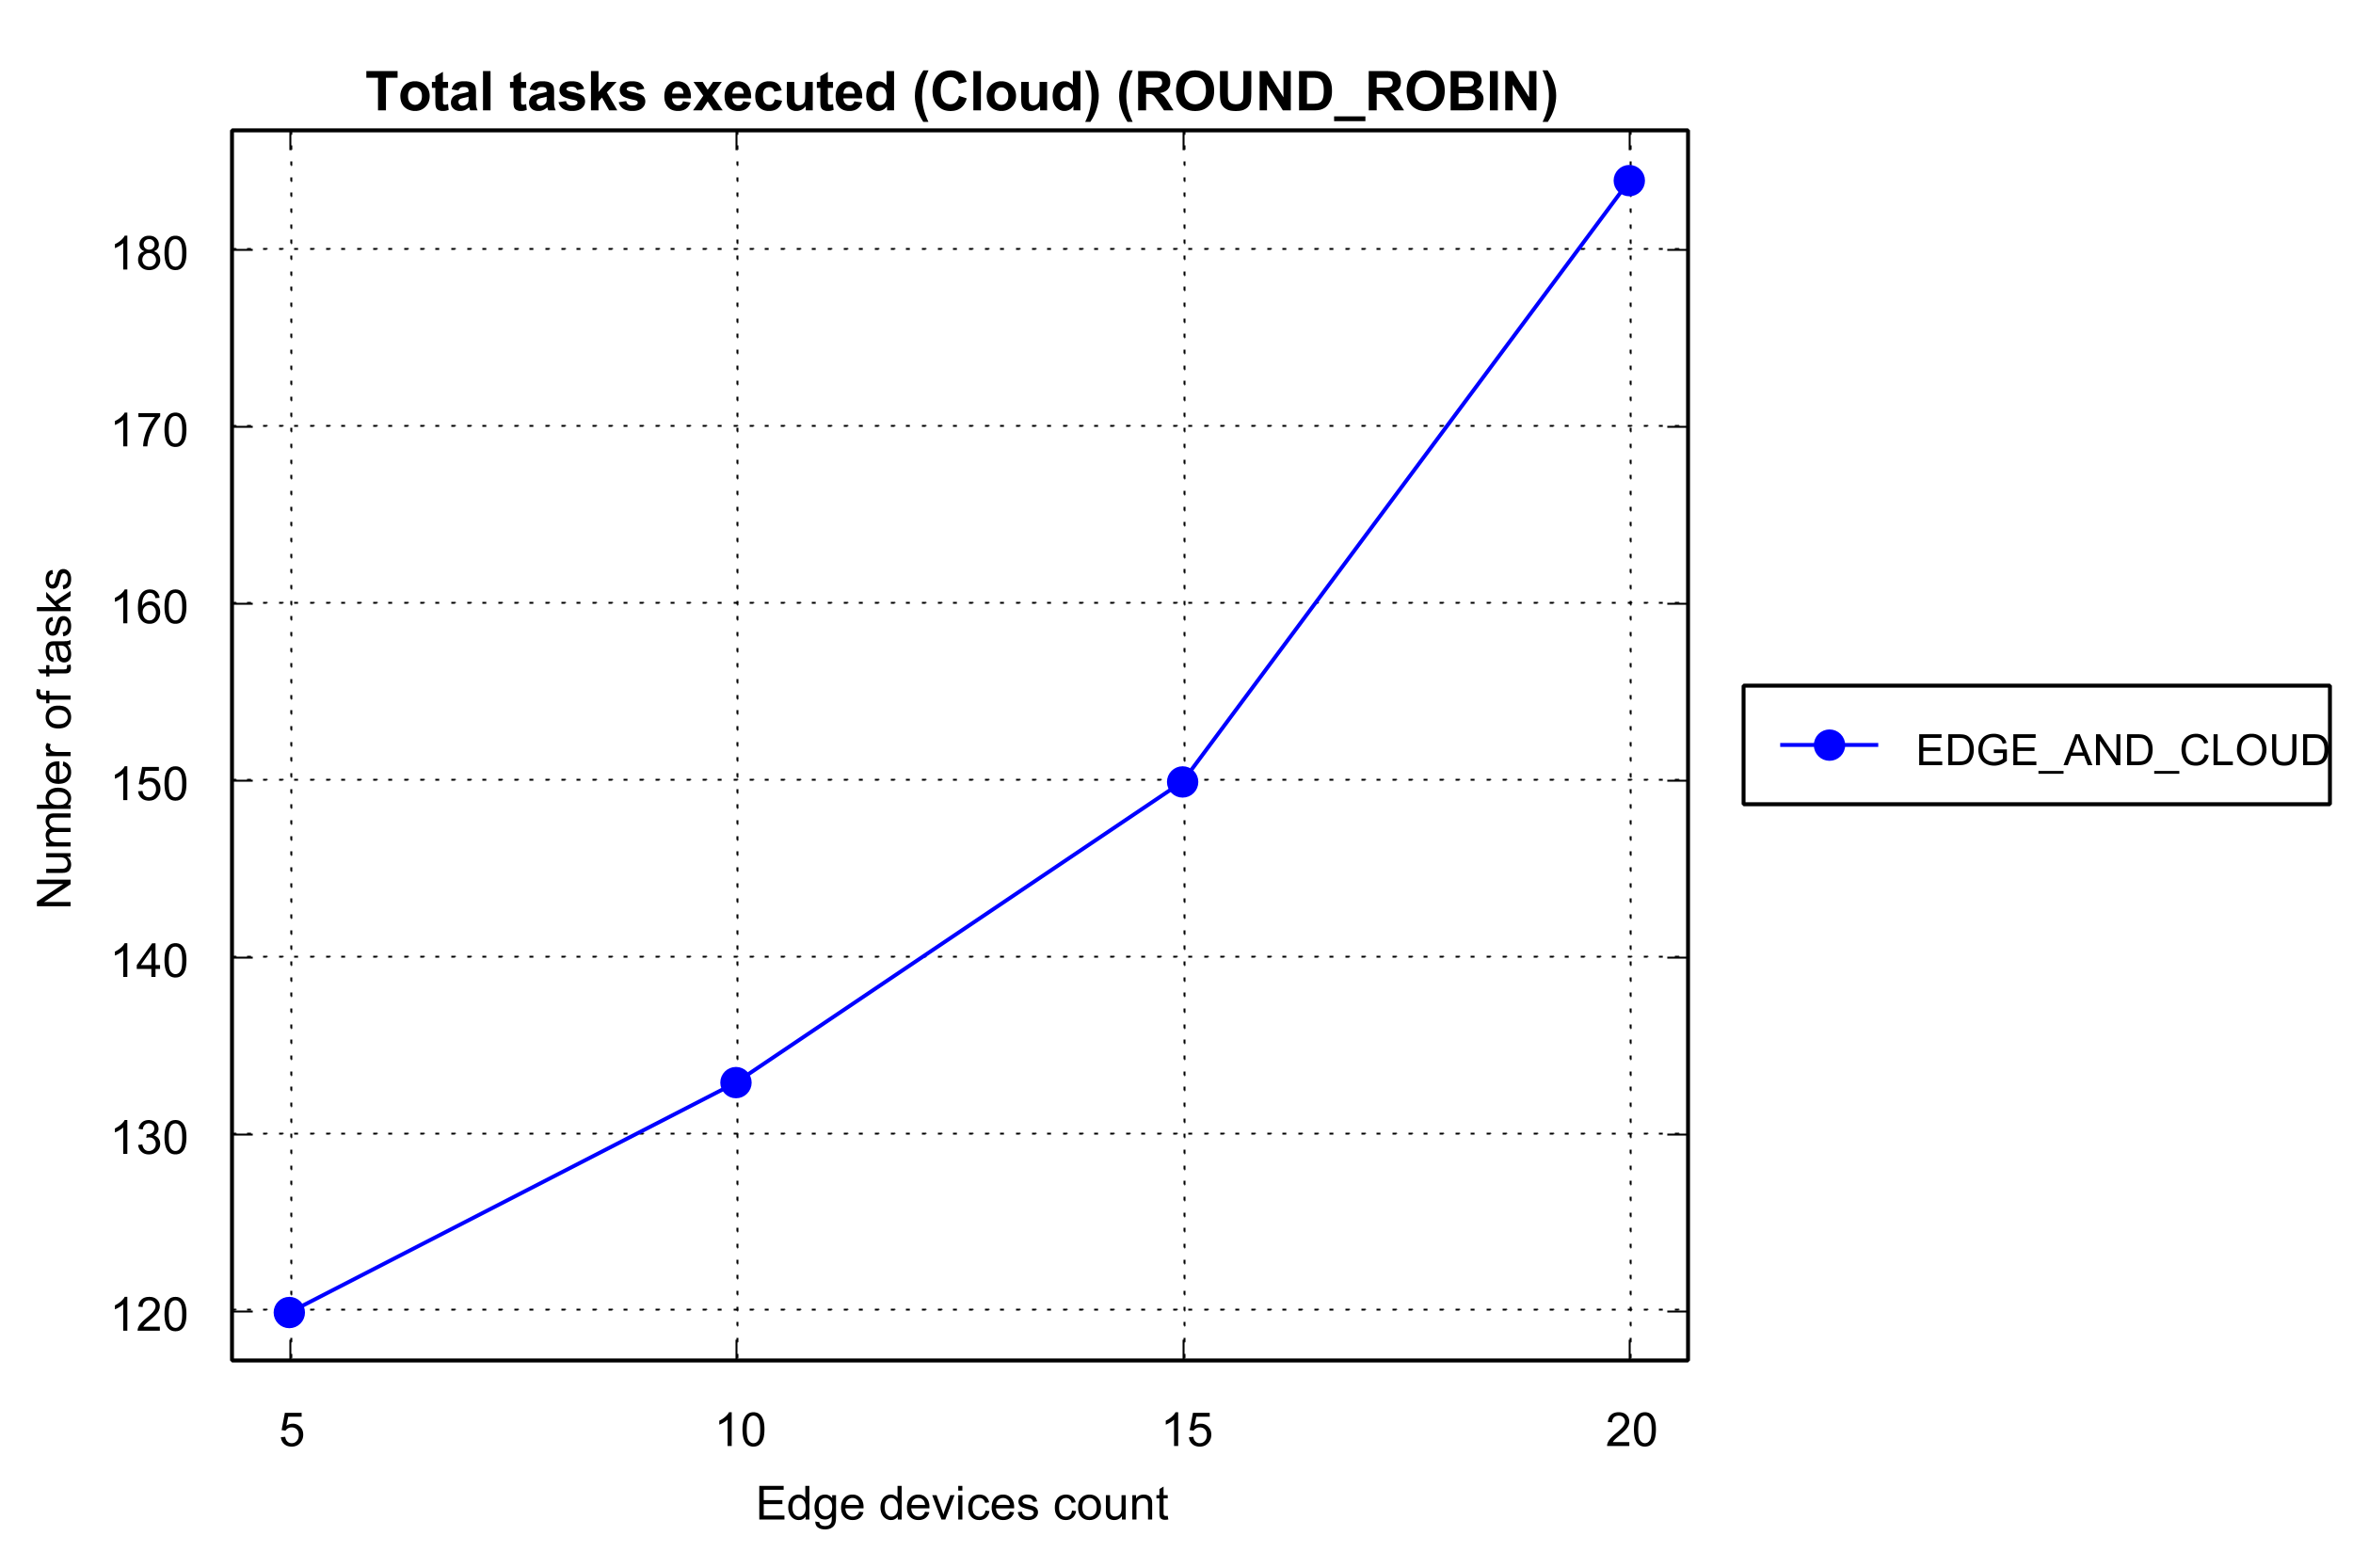 Total tasks executed (Cloud) (ROUND_ROBIN)
180
170
160
150
140
130
120
Number of tasks
5 10 15 20
Edge devices count
EDGE_AND_CLOUD